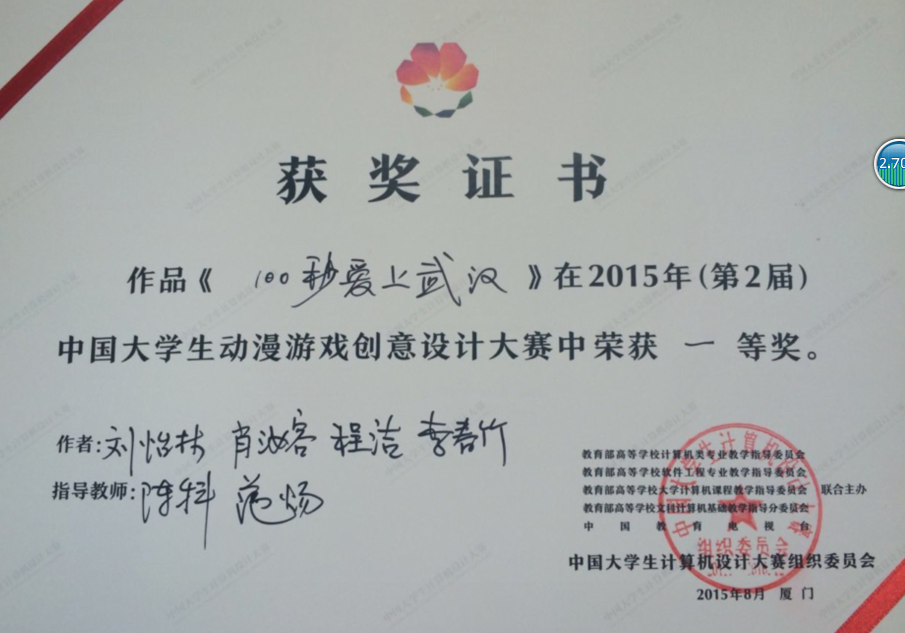 获奖证书
作品《 100秒爱上武汉 》在2015年(第2届)
中国大学生动漫游戏创意设计大赛中荣获 一 等奖。
作者:刘怡林 肖汝容 程洁 李春竹
指导教师:陈科 范炀
教育部高等学校计算机类专业教学指导委员会
教育部高等学校软件工程专业教学指导委员会
教育部高等学校大学计算机课程教学指导委员会 联合主办
教育部高等学校文科计算机基础教学指导分委员会
中国教育电视台
中国大学生计算机设计大赛组织委员会
2015年8月 厦门
组织委员会
2.70